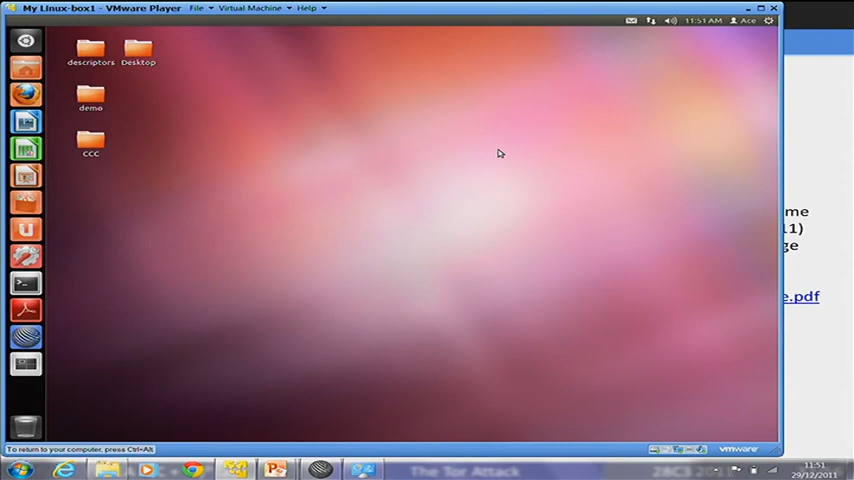 My Linux-box1 - VMware Player File Virtual Machine Help
11:51 AM Ace
descriptors Desktop
demo
ccc
me
11)
ge
e.pdf
To return to your computer, press Ctrl+Alt
vmware
The Tor Attack
28C3 2011
11:51
29/12/2011